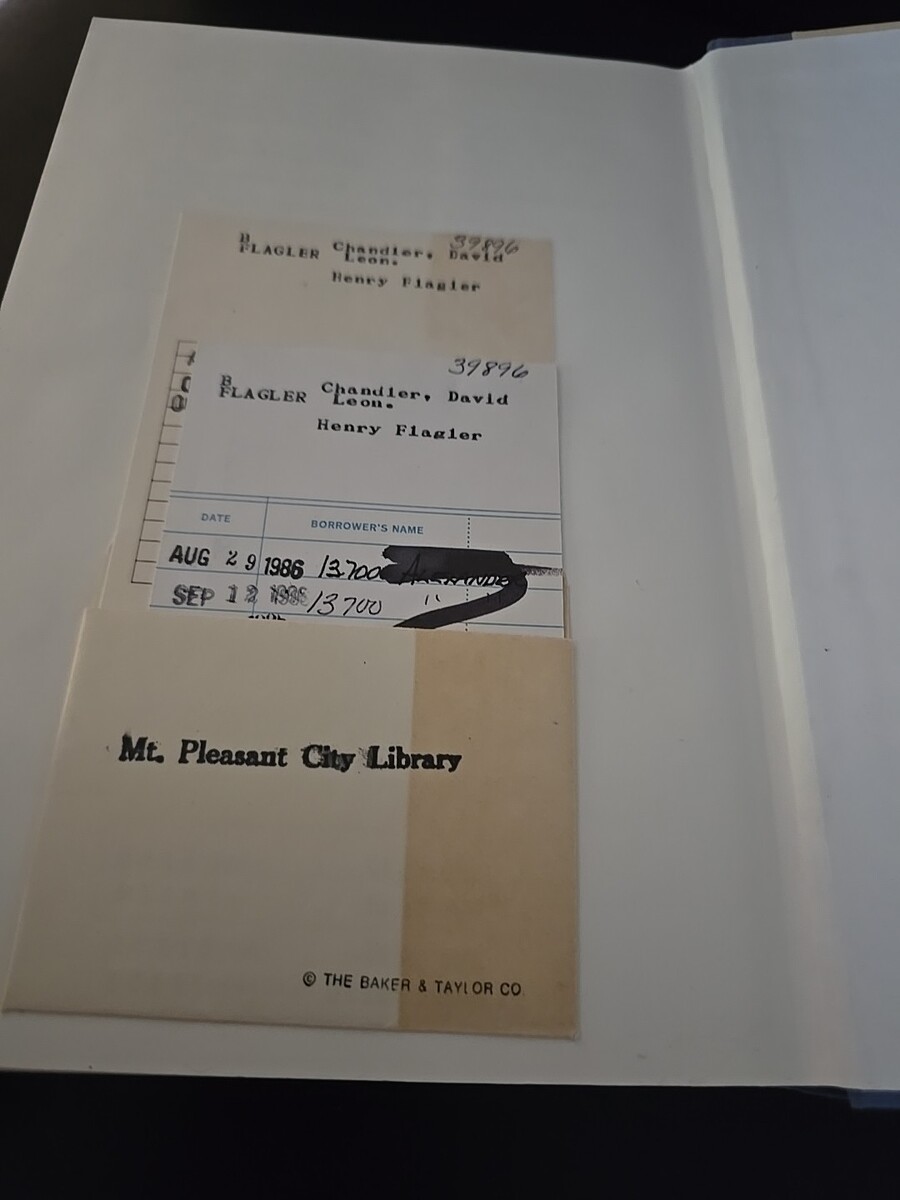 B
FLAGLER Chandler, David
Leon.
39896
Henry Flagler
39896
B
FLAGLER Chandler, David
Leon.
Henry Flagler
DATE BORROWER'S NAME
AUG 29 1986 13700
SEP 12 1986 13700 " "
Mt. Pleasant City Library
© THE BAKER & TAYLOR CO.